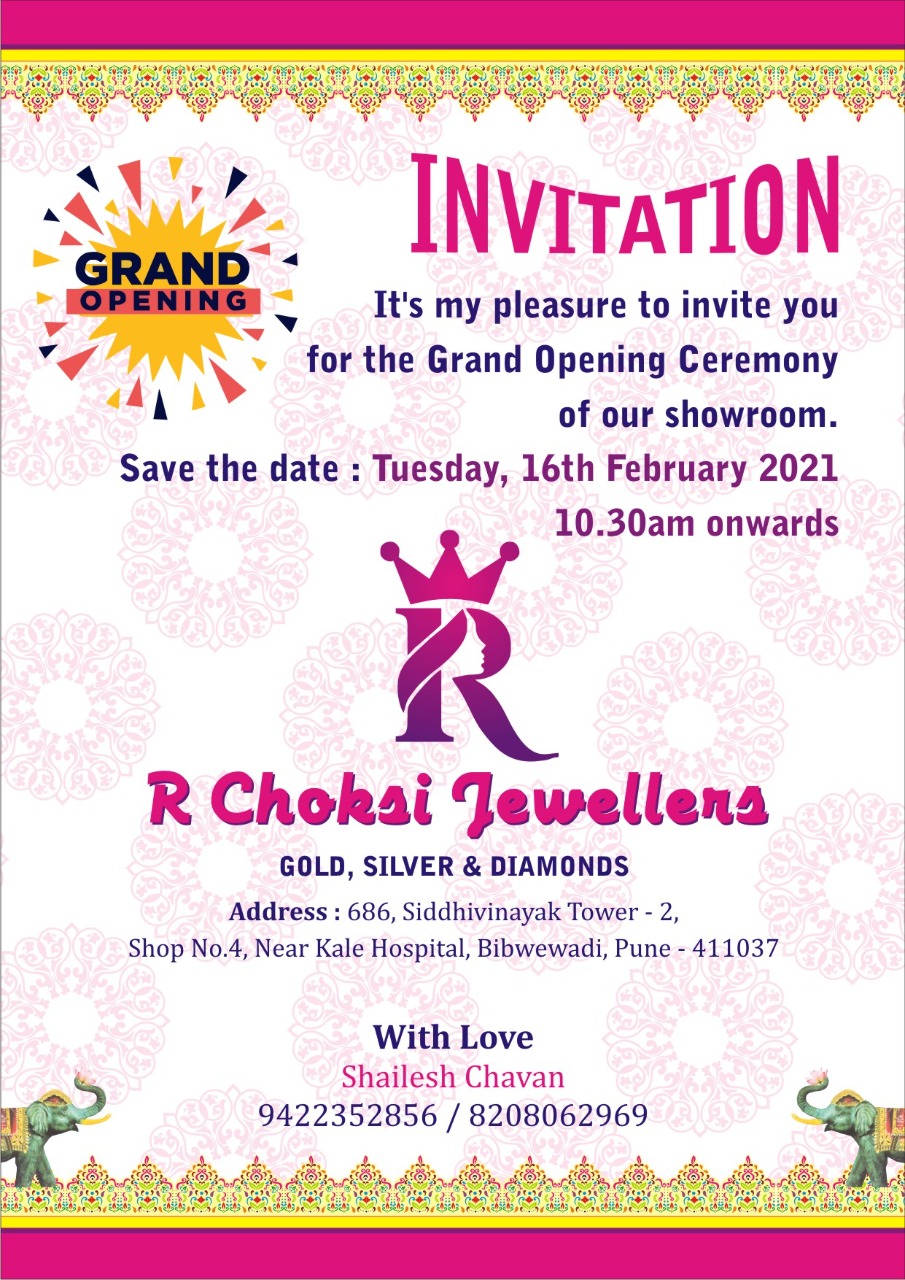 GRAND
OPENING
INVITATION
It's my pleasure to invite you
for the Grand Opening Ceremony
of our showroom.
Save the date : Tuesday, 16th February 2021
10.30am onwards
R
R Choksi Jewellers
GOLD, SILVER & DIAMONDS
Address : 686, Siddhivinayak Tower - 2,
Shop No.4, Near Kale Hospital, Bibwewadi, Pune - 411037
With Love
Shailesh Chavan
9422352856 / 8208062969